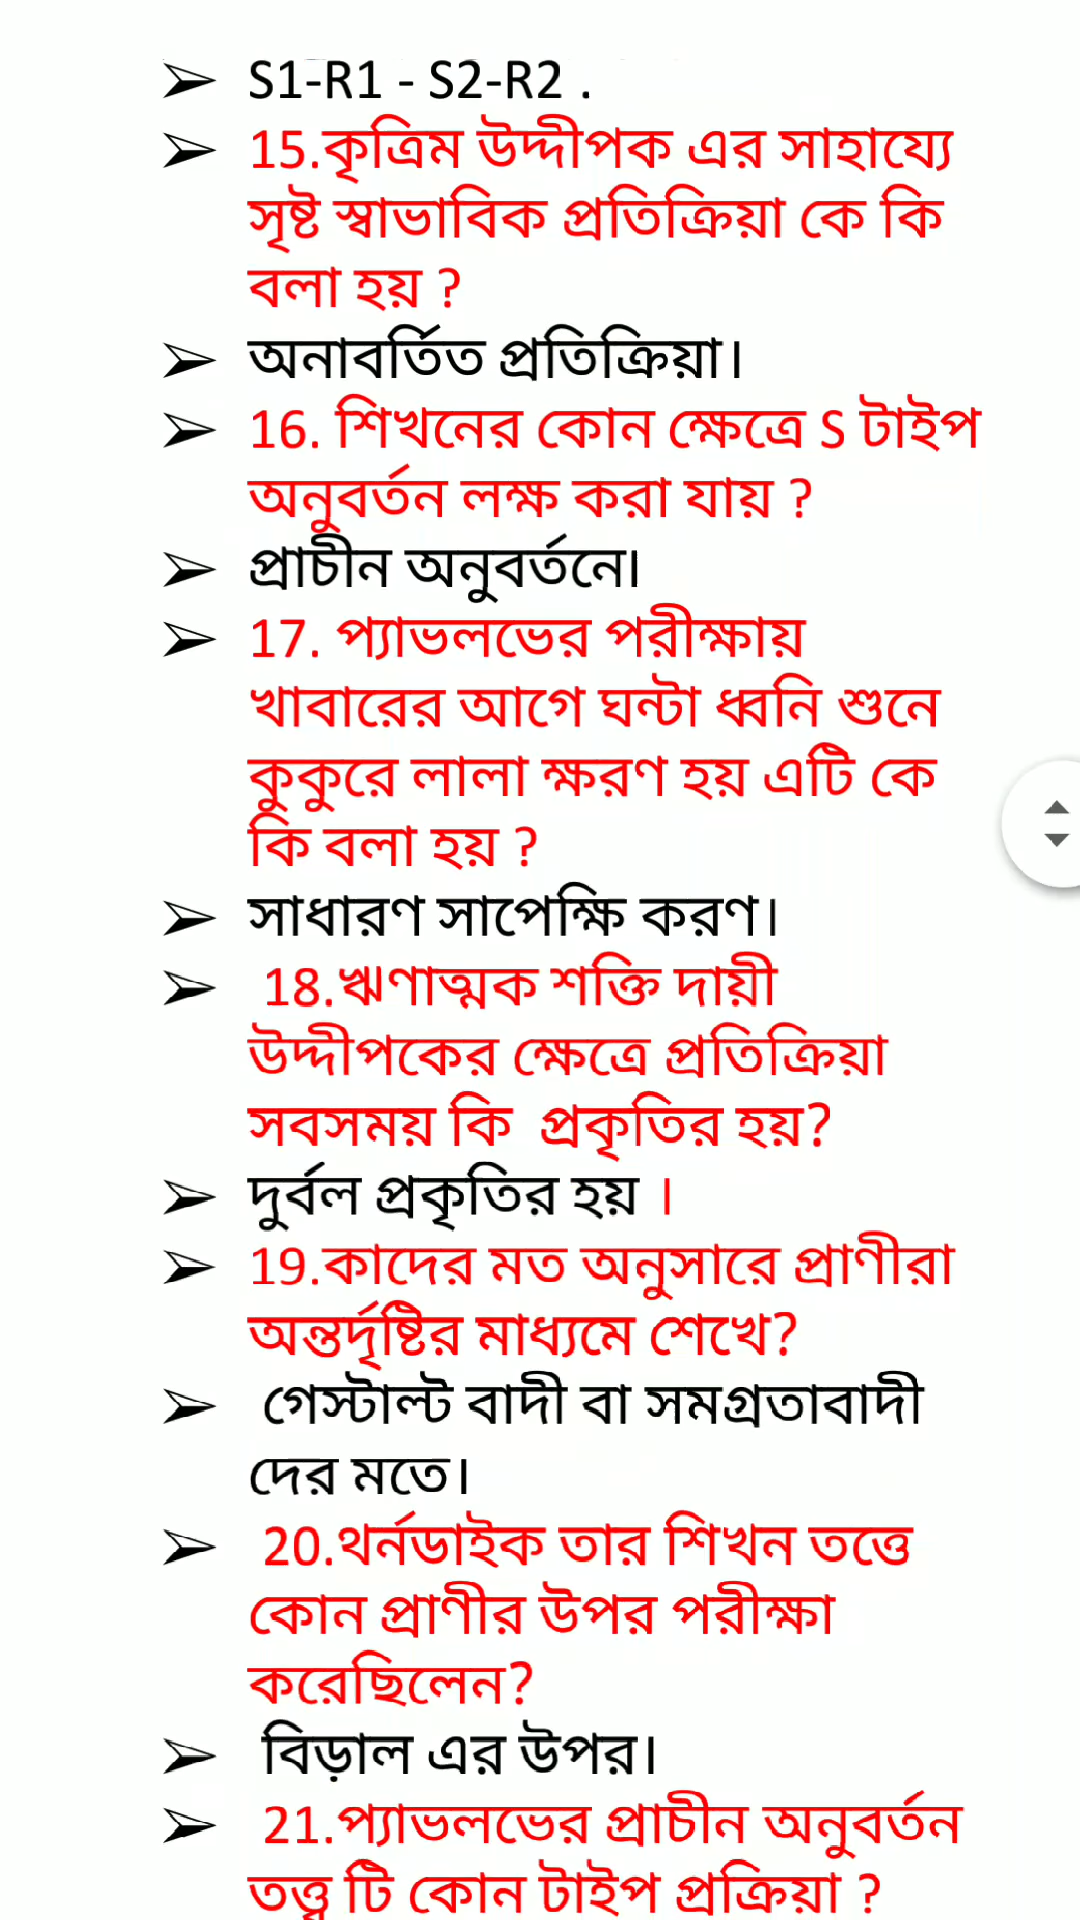 ➢ S1-R1 - S2-R2 .
➢ 15.কৃত্রিম উদ্দীপক এর সাহায্যে
সৃষ্ট স্বাভাবিক প্রতিক্রিয়া কে কি
বলা হয় ?
➢ অনাবর্তিত প্রতিক্রিয়া।
➢ 16. শিখনের কোন ক্ষেত্রে S টাইপ
অনুবর্তন লক্ষ করা যায় ?
➢ প্রাচীন অনুবর্তনে।
➢ 17. প্যাভলভের পরীক্ষায়
খাবারের আগে ঘন্টা ধ্বনি শুনে
কুকুরে লালা ক্ষরণ হয় এটি কে
কি বলা হয় ?
➢ সাধারণ সাপেক্ষি করণ।
➢ 18.ঋণাত্মক শক্তি দায়ী
উদ্দীপকের ক্ষেত্রে প্রতিক্রিয়া
সবসময় কি প্রকৃতির হয়?
➢ দুর্বল প্রকৃতির হয় ।
➢ 19.কাদের মত অনুসারে প্রাণীরা
অন্তর্দৃষ্টির মাধ্যমে শেখে?
➢ গেস্টাল্ট বাদী বা সমগ্রতাবাদী
দের মতে।
➢ 20.থর্নডাইক তার শিখন তত্তে
কোন প্রাণীর উপর পরীক্ষা
করেছিলেন?
➢ বিড়াল এর উপর।
➢ 21.প্যাভলভের প্রাচীন অনুবর্তন
তত্ত্ব টি কোন টাইপ প্রক্রিয়া ?